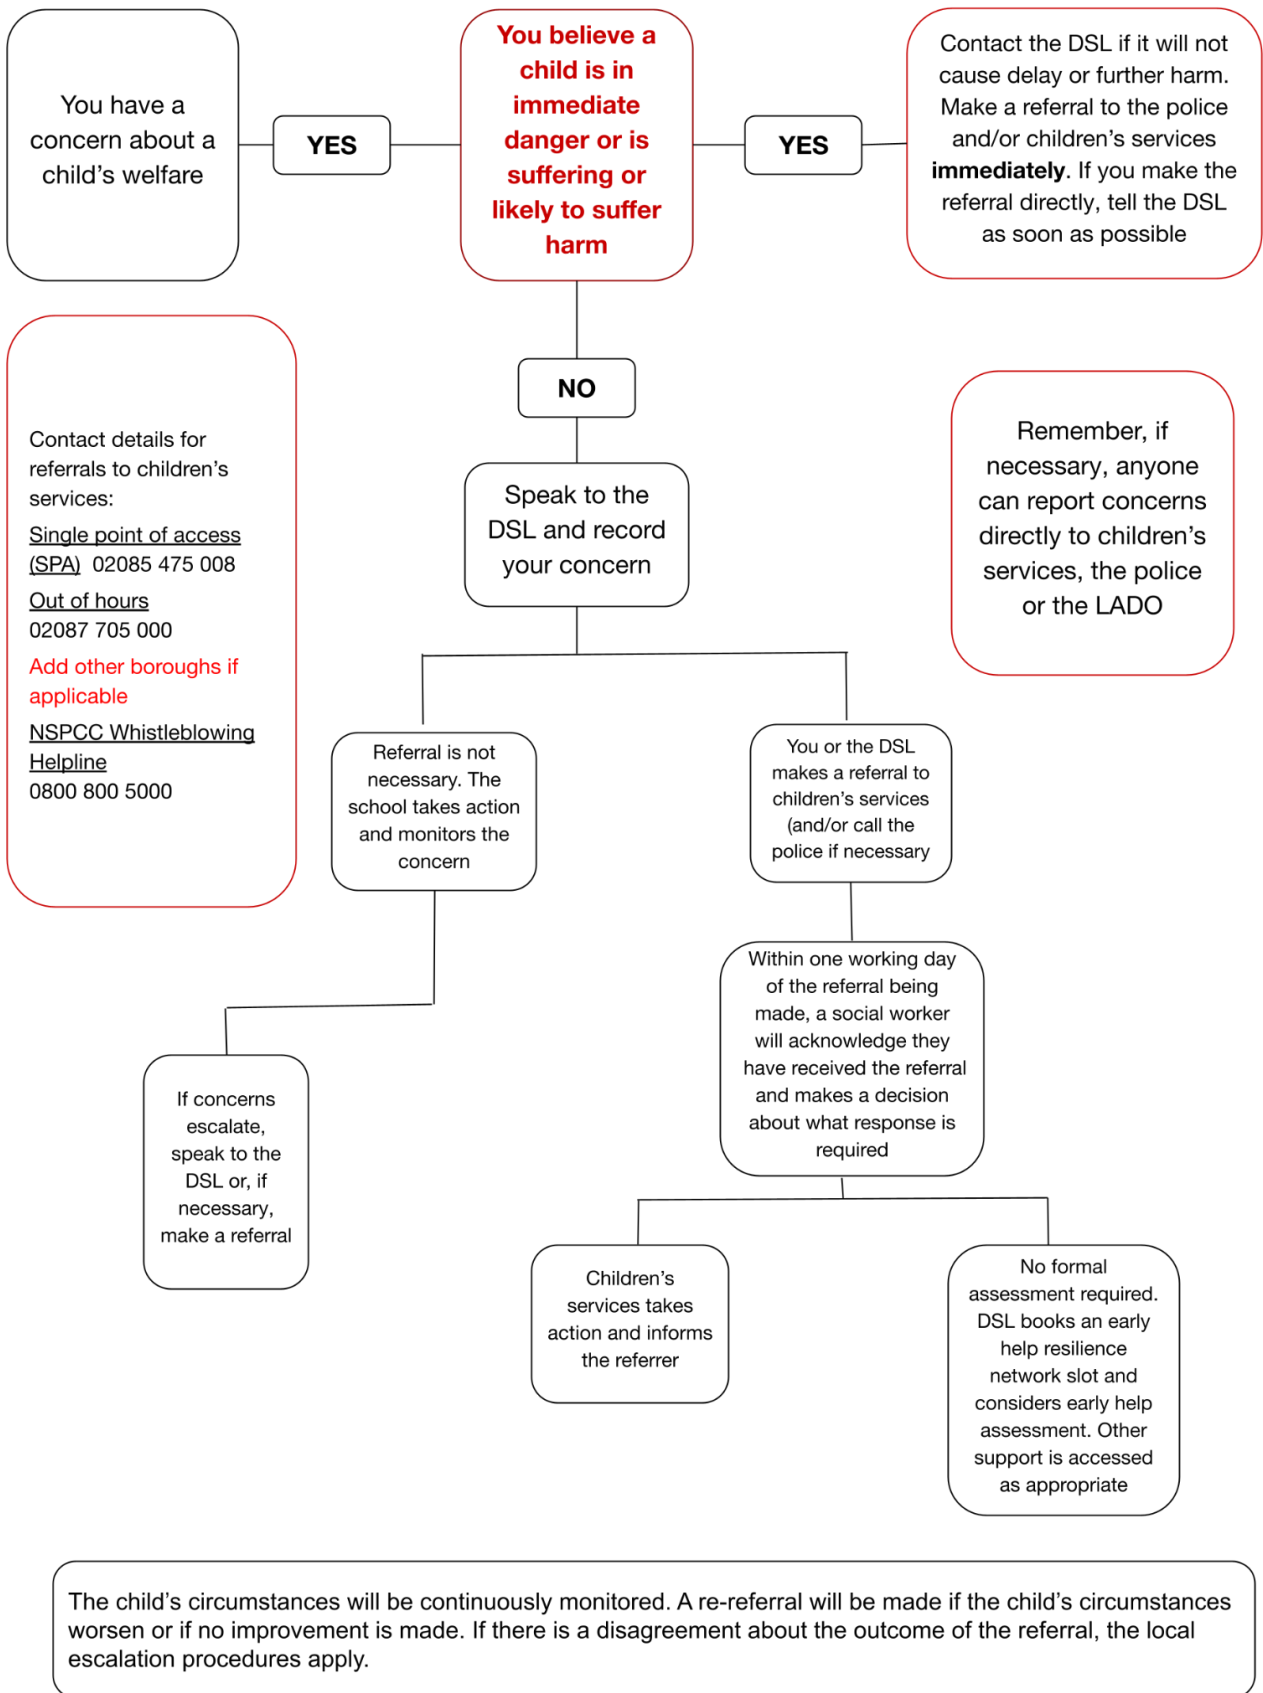 You have a
concern about a
child’s welfare
YES
You believe a
child is in
immediate
danger or is
suffering or
likely to suffer
harm
YES
Contact the DSL if it will not
cause delay or further harm.
Make a referral to the police
and/or children’s services
immediately. If you make the
referral directly, tell the DSL
as soon as possible
NO
Contact details for
referrals to children’s
services:
Single point of access
(SPA)  02085 475 008
Out of hours
02087 705 000
Add other boroughs if
applicable
NSPCC Whistleblowing
Helpline
0800 800 5000
Speak to the
DSL and record
your concern
Remember, if
necessary, anyone
can report concerns
directly to children’s
services, the police
or the LADO
Referral is not
necessary. The
school takes action
and monitors the
concern
You or the DSL
makes a referral to
children’s services
(and/or call the
police if necessary
If concerns
escalate,
speak to the
DSL or, if
necessary,
make a referral
Within one working day
of the referral being
made, a social worker
will acknowledge they
have received the referral
and makes a decision
about what response is
required
Children’s
services takes
action and informs
the referrer
No formal
assessment required.
DSL books an early
help resilience
network slot and
considers early help
assessment. Other
support is accessed
as appropriate
The child’s circumstances will be continuously monitored. A re-referral will be made if the child’s circumstances
worsen or if no improvement is made. If there is a disagreement about the outcome of the referral, the local
escalation procedures apply.